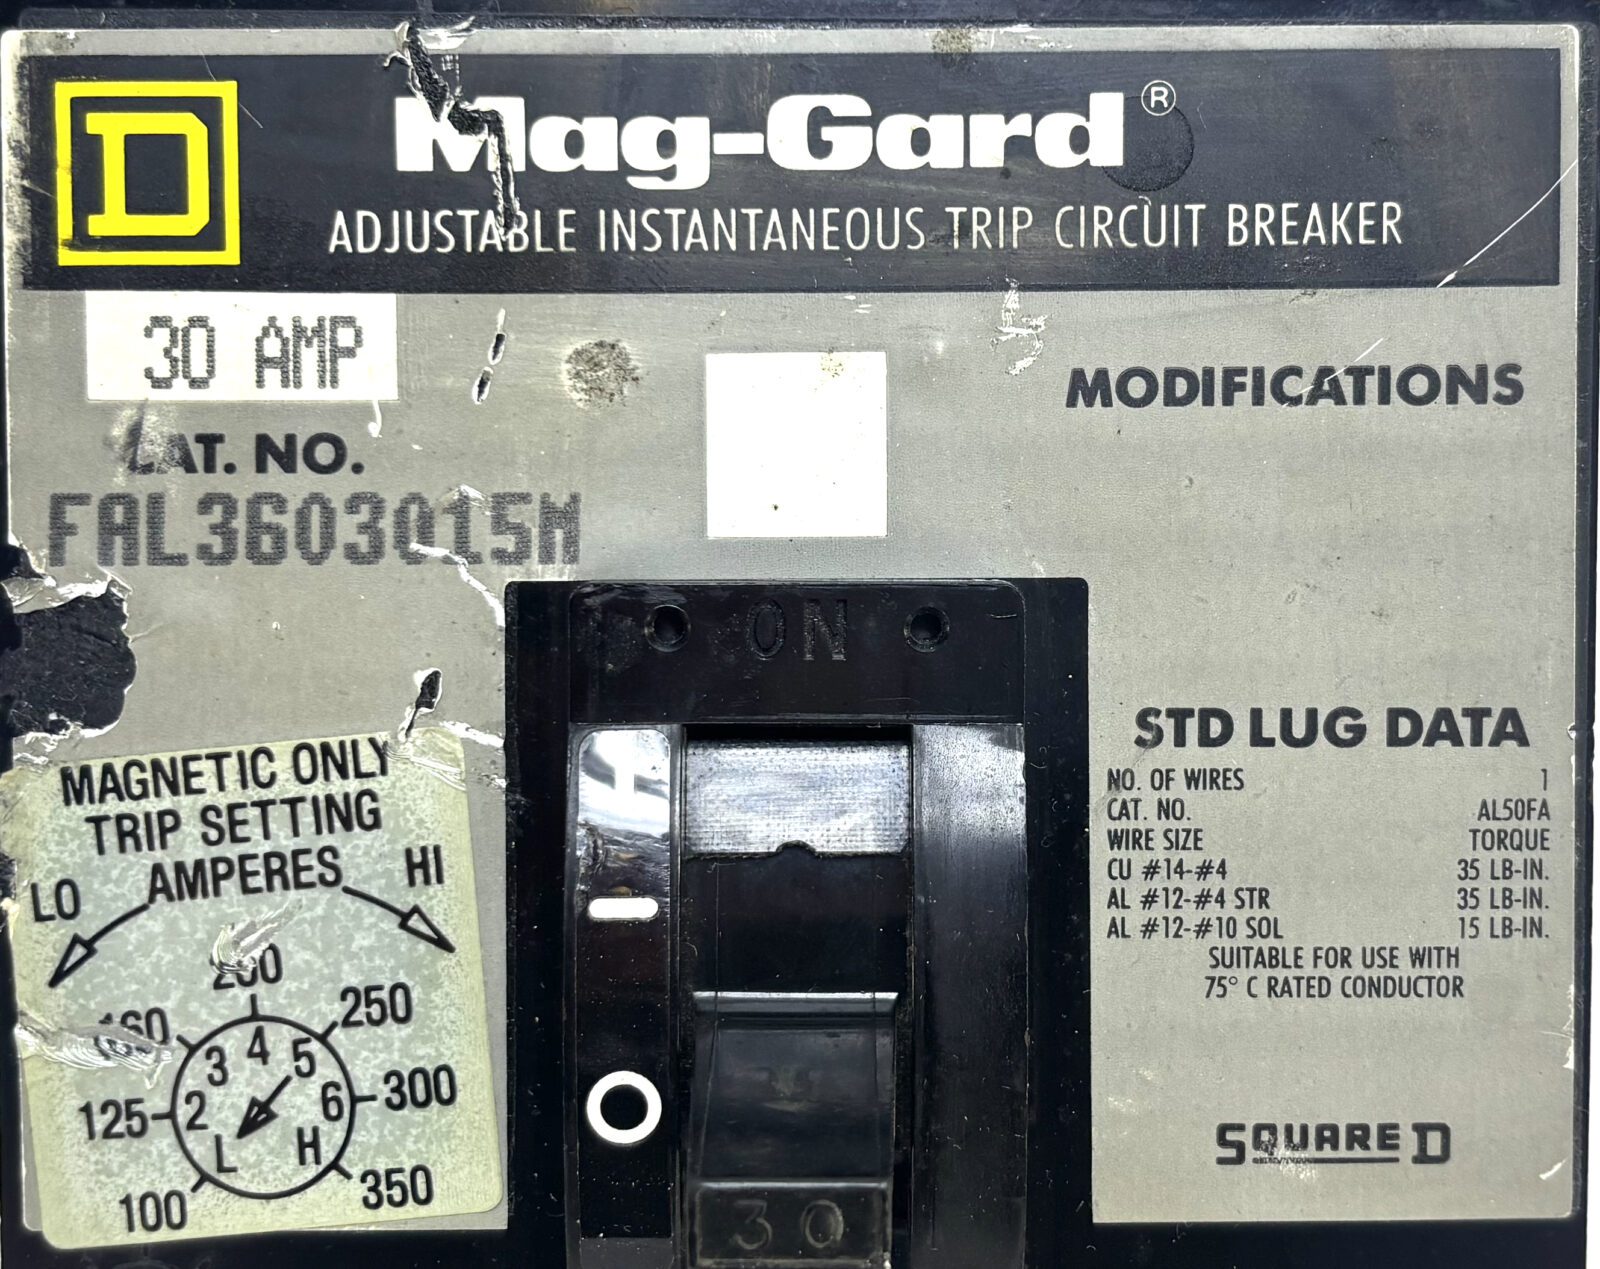 D
Mag-Gard®
ADJUSTABLE INSTANTANEOUS TRIP CIRCUIT BREAKER
30 AMP
CAT. NO.
FAL3603015M
MODIFICATIONS
ON
STD LUG DATA
NO. OF WIRES 1
CAT. NO. AL50FA
WIRE SIZE TORQUE
CU #14-#4 35 LB-IN.
AL #12-#4 STR 35 LB-IN.
AL #12-#10 SOL 15 LB-IN.
SUITABLE FOR USE WITH
75° C RATED CONDUCTOR
SQUARE D
MAGNETIC ONLY
TRIP SETTING
AMPERES
LO HI
200
160 250
3 4 5
125 2 6 300
L H
100 350
I
O
30